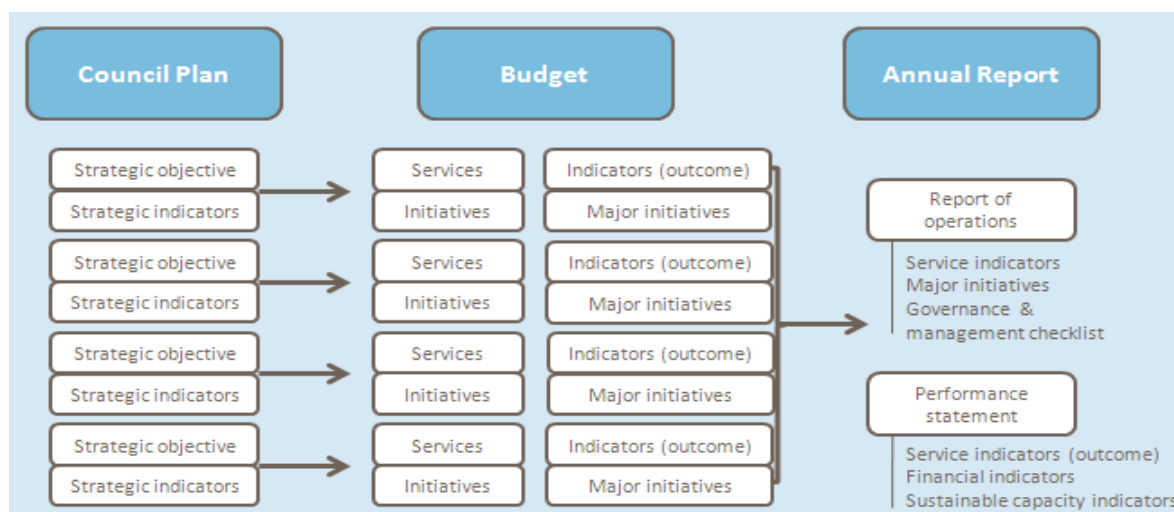 Council Plan
Budget
Annual Report
Strategic objective
Strategic indicators
Services
Initiatives
Indicators (outcome)
Major initiatives
Strategic objective
Strategic indicators
Services
Initiatives
Indicators (outcome)
Major initiatives
Strategic objective
Strategic indicators
Services
Initiatives
Indicators (outcome)
Major initiatives
Strategic objective
Strategic indicators
Services
Initiatives
Indicators (outcome)
Major initiatives
Report of
operations
Service indicators
Major initiatives
Governance &
management checklist
Performance
statement
Service indicators (outcome)
Financial indicators
Sustainable capacity indicators